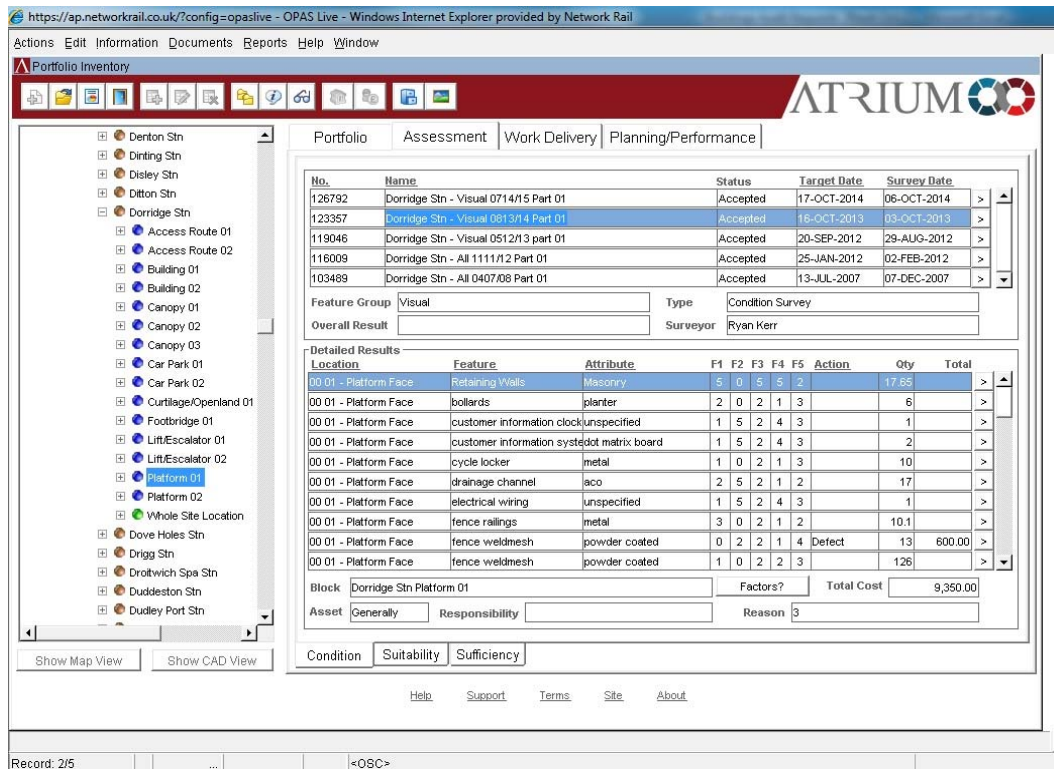 https://ap.networkrail.co.uk/?config=opaslive - OPAS Live - Windows Internet Explorer provided by Network Rail
Actions Edit Information Documents Reports Help Window
Portfolio Inventory
ATRIUM
Denton Stn
Dinting Stn
Disley Stn
Ditton Stn
Dorridge Stn
Access Route 01
Access Route 02
Building 01
Building 02
Canopy 01
Canopy 02
Canopy 03
Car Park 01
Car Park 02
Curtilage/Openland 01
Footbridge 01
Lift/Escalator 01
Lift/Escalator 02
Platform 01
Platform 02
Whole Site Location
Dove Holes Stn
Drigg Stn
Droitwich Spa Stn
Duddeston Stn
Dudley Port Stn
Show Map View Show CAD View
Portfolio Assessment Work Delivery Planning/Performance
No. Name Status Target Date Survey Date
126792 Dorridge Stn - Visual 0714/15 Part 01 Accepted 17-OCT-2014 06-OCT-2014 >
123357 Dorridge Stn - Visual 0813/14 Part 01 Accepted 16-OCT-2013 03-OCT-2013 >
119046 Dorridge Stn - Visual 0512/13 part 01 Accepted 20-SEP-2012 29-AUG-2012 >
116009 Dorridge Stn - All 1111/12 Part 01 Accepted 25-JAN-2012 02-FEB-2012 >
103489 Dorridge Stn - All 0407/08 Part 01 Accepted 13-JUL-2007 07-DEC-2007 >
Feature Group Visual Type Condition Survey
Overall Result Surveyor Ryan Kerr
Detailed Results
Location Feature Attribute F1 F2 F3 F4 F5 Action Qty Total
00 01 - Platform Face Retaining Walls Masonry 5 0 5 5 2 17.65 >
00 01 - Platform Face bollards planter 2 0 2 1 3 6 >
00 01 - Platform Face customer information clock unspecified 1 5 2 4 3 1 >
00 01 - Platform Face customer information syste dot matrix board 1 5 2 4 3 2 >
00 01 - Platform Face cycle locker metal 1 0 2 1 3 10 >
00 01 - Platform Face drainage channel aco 2 5 2 1 2 17 >
00 01 - Platform Face electrical wiring unspecified 1 5 2 4 3 1 >
00 01 - Platform Face fence railings metal 3 0 2 1 2 10.1 >
00 01 - Platform Face fence weldmesh powder coated 0 2 2 1 4 Defect 13 600.00 >
00 01 - Platform Face fence weldmesh powder coated 1 0 2 2 3 126 >
Block Dorridge Stn Platform 01 Factors? Total Cost 9,350.00
Asset Generally Responsibility Reason 3
Condition Suitability Sufficiency
Help Support Terms Site About
Record: 2/5 ... <OSC>